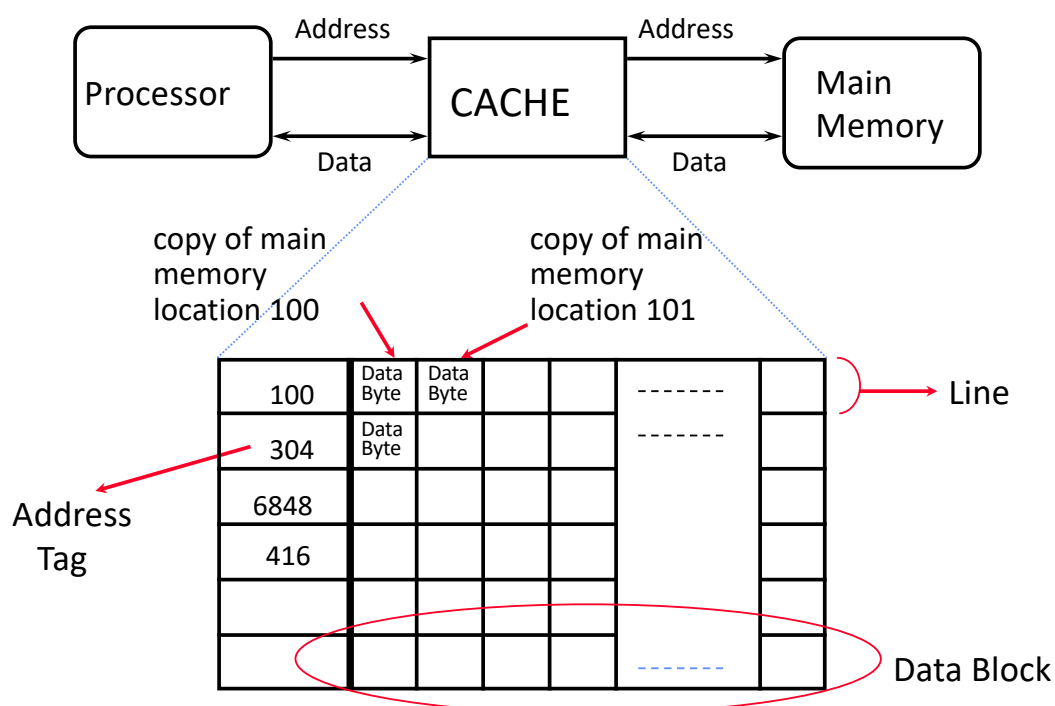 Address
Address
Processor
CACHE
Main
Memory
Data
Data
copy of main
memory
location 100
copy of main
memory
location 101
100
Data
Byte
Data
Byte
Line
304
Data
Byte
6848
Address
Tag
416
Data Block